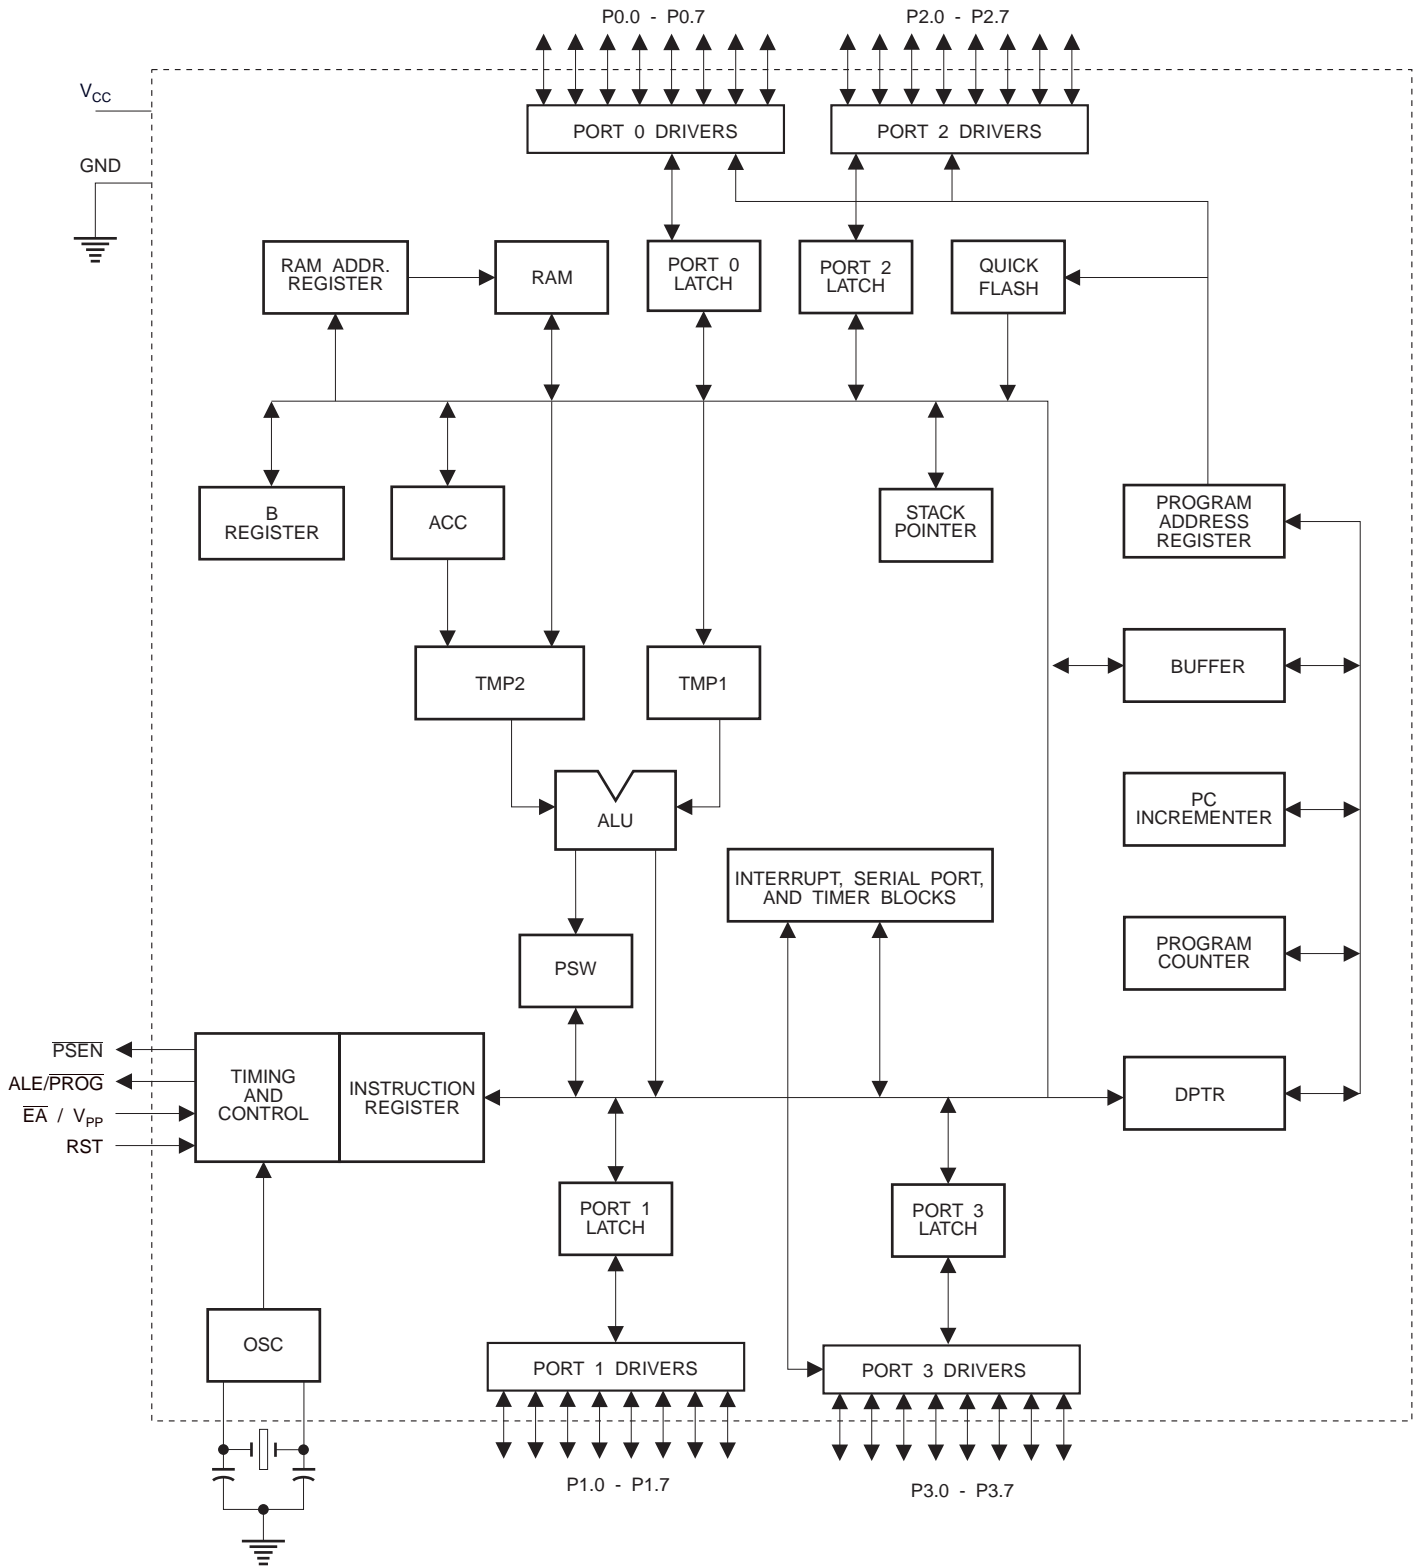 P0.0 - P0.7
P2.0 - P2.7
VCC
GND
PORT 0 DRIVERS
PORT 2 DRIVERS
RAM ADDR.
REGISTER
RAM
PORT 0
LATCH
PORT 2
LATCH
QUICK
FLASH
B
REGISTER
ACC
STACK
POINTER
PROGRAM
ADDRESS
REGISTER
TMP2
TMP1
BUFFER
ALU
PC
INCREMENTER
INTERRUPT, SERIAL PORT,
AND TIMER BLOCKS
PSW
PROGRAM
COUNTER
PSEN
ALE/PROG
EA / VPP
RST
TIMING
AND
CONTROL
INSTRUCTION
REGISTER
DPTR
PORT 1
LATCH
PORT 3
LATCH
OSC
PORT 1 DRIVERS
PORT 3 DRIVERS
P1.0 - P1.7
P3.0 - P3.7